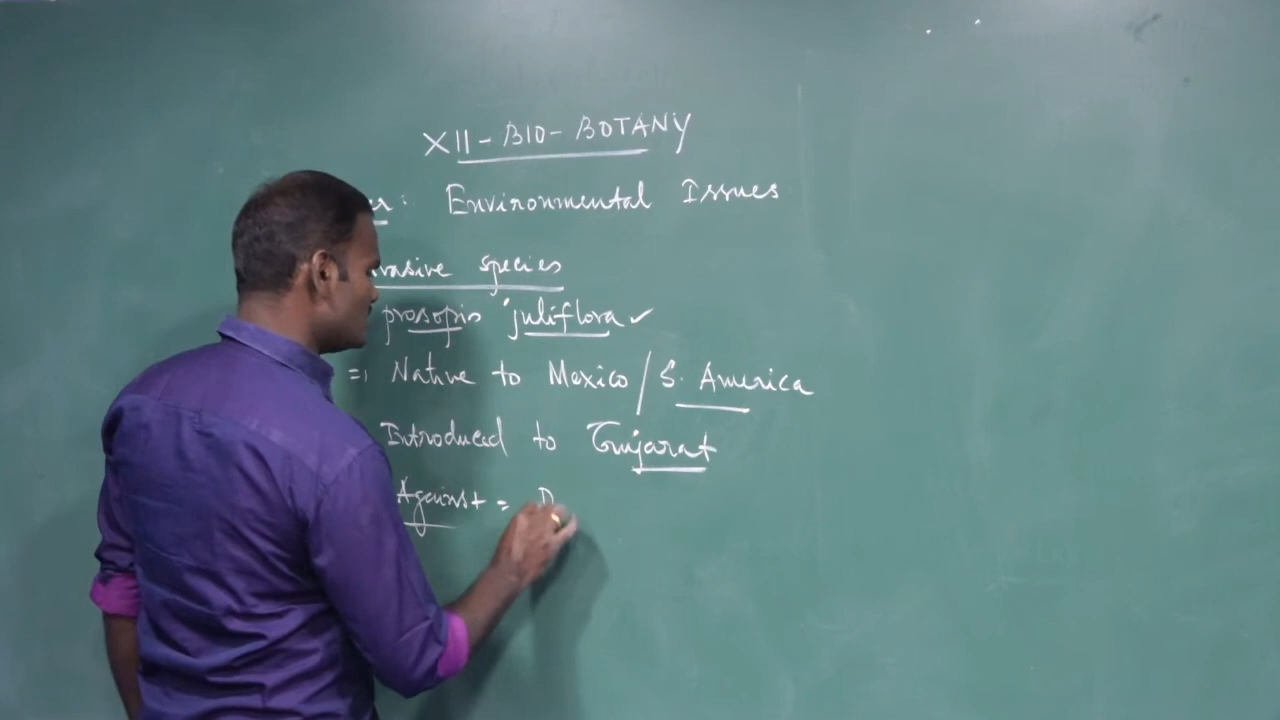 XII - BIO - BOTANY
: Environmental Issues
species
prosopis juliflora ✓
=) Native to Mexico / S. America
Introduced to Gujarat
Against = D